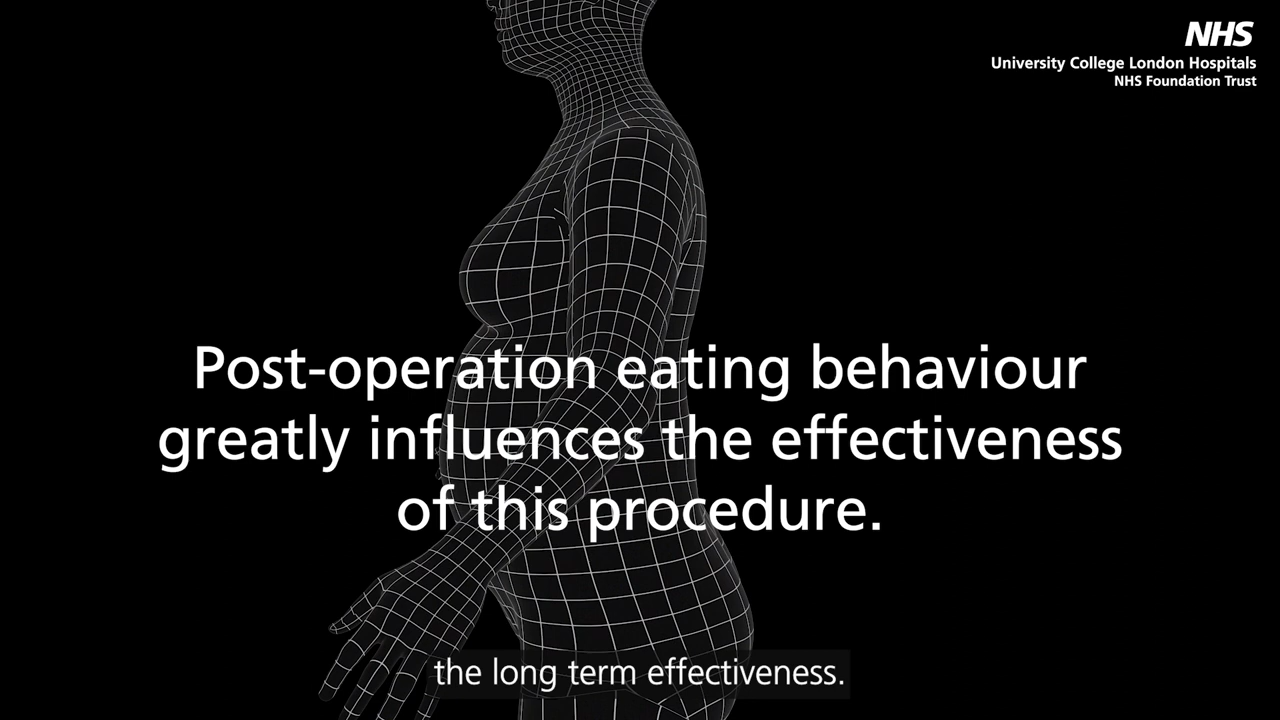 NHS
University College London Hospitals
NHS Foundation Trust
Post-operation eating behaviour
greatly influences the effectiveness
of this procedure.
the long term effectiveness.